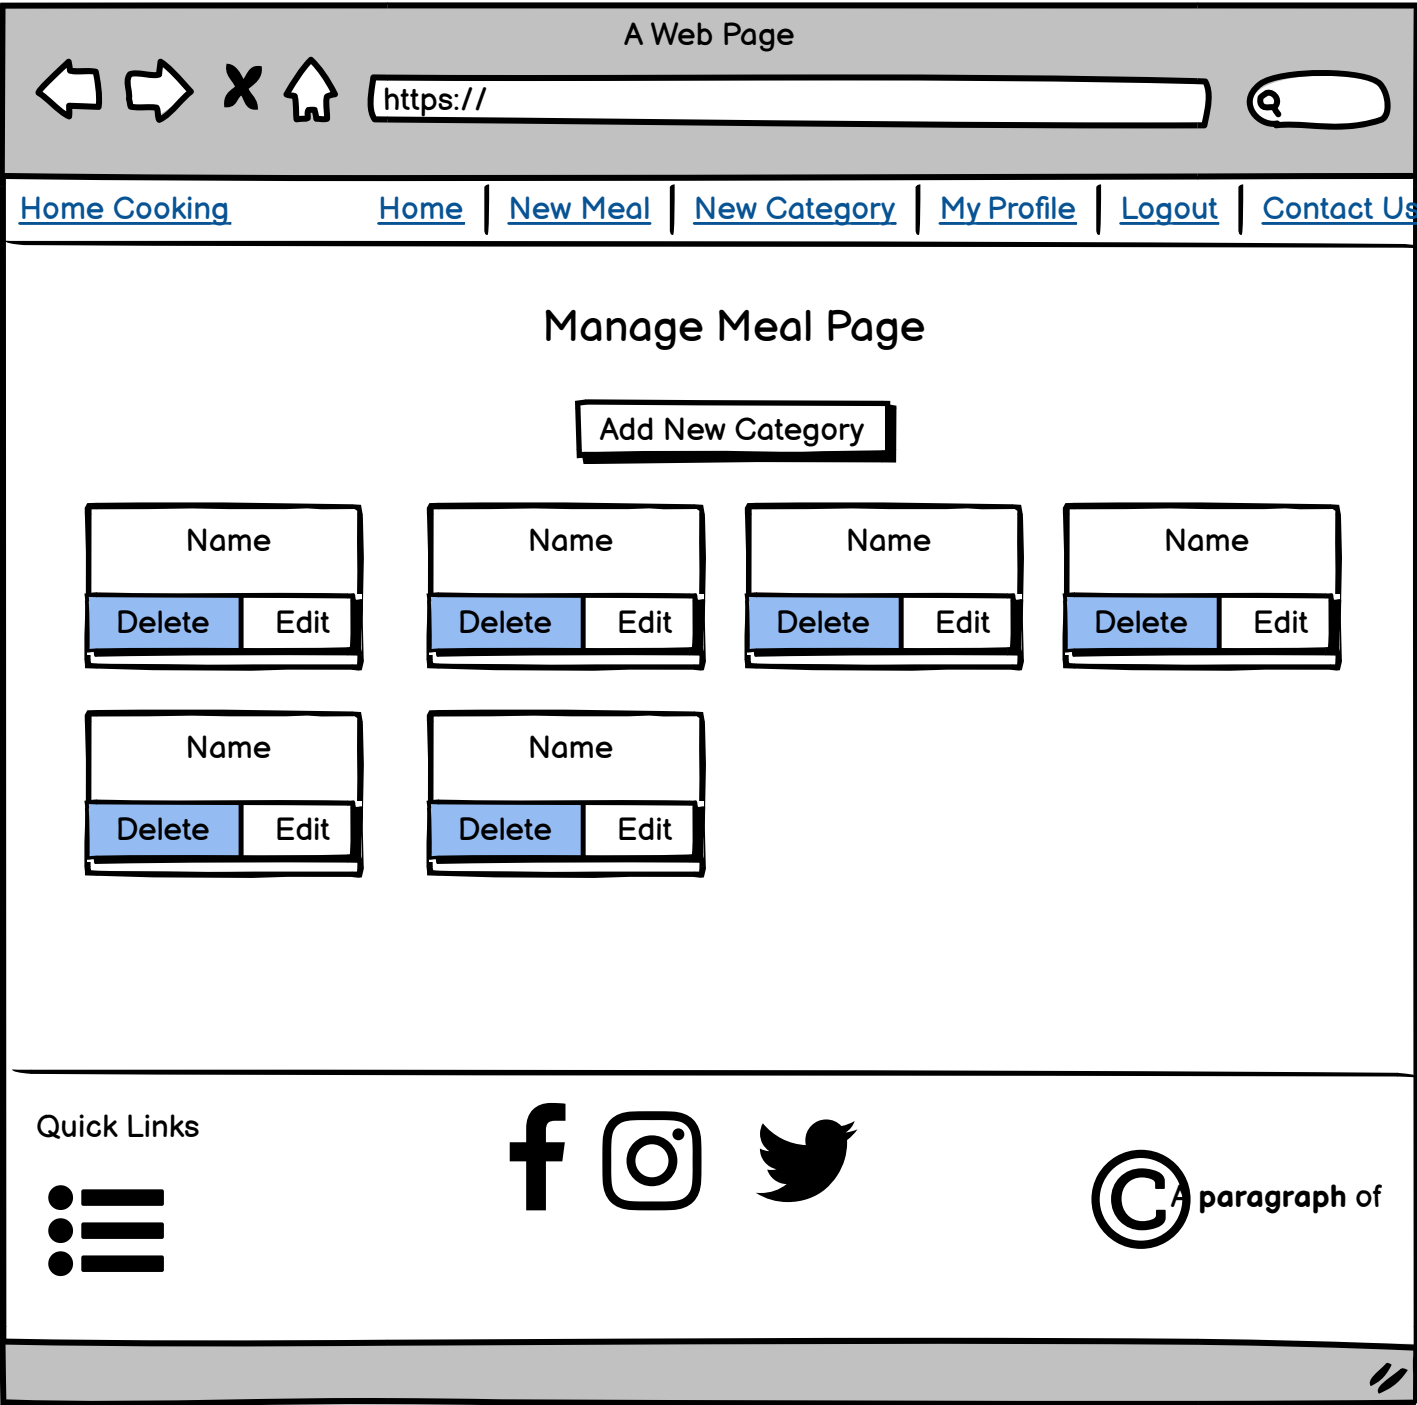 A Web Page
https://
Home Cooking Home New Meal New Category My Profile Logout Contact Us
Manage Meal Page
Add New Category
Name Name Name Name
Delete Edit Delete Edit Delete Edit Delete Edit
Name Name
Delete Edit Delete Edit
Quick Links
© A paragraph of